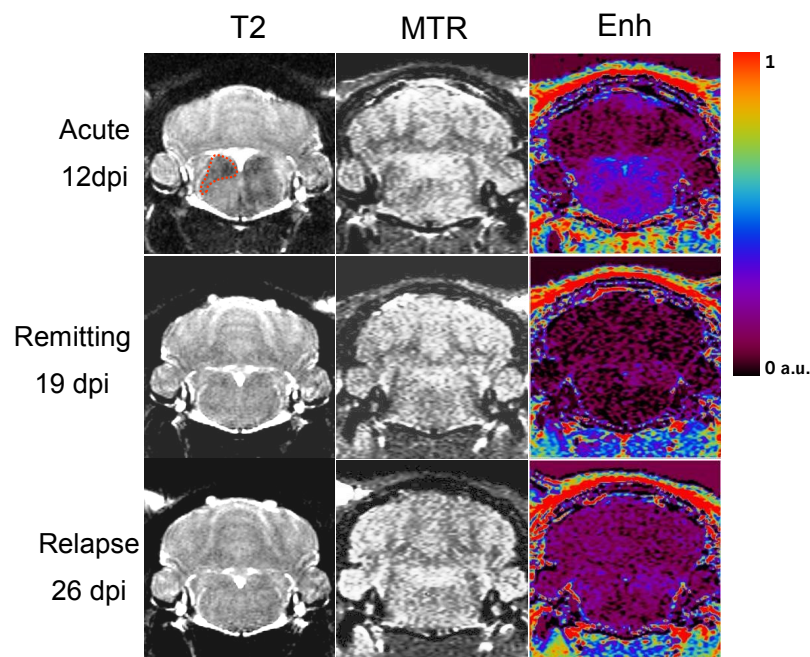 T2 MTR Enh
Acute
12dpi
Remitting
19 dpi
Relapse
26 dpi
1
0 a.u.